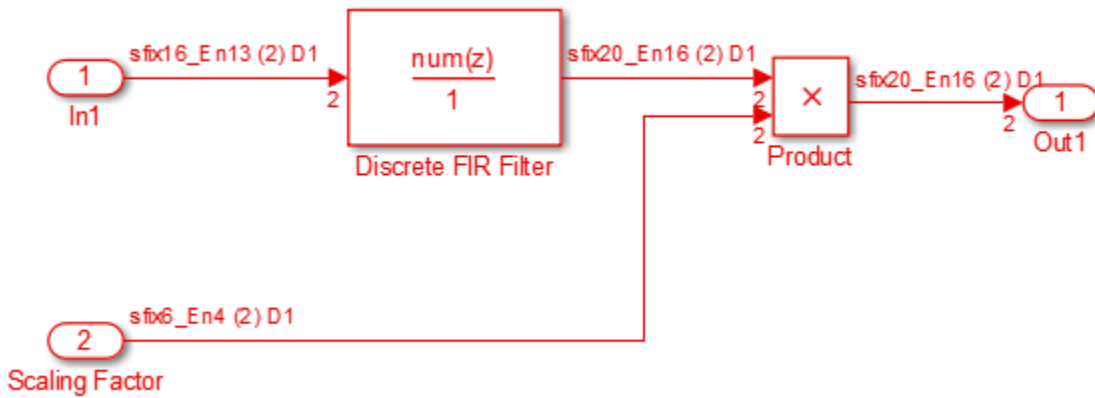 sfix16_En13 (2) D1
1
In1
2
num(z)
1
Discrete FIR Filter
sfix20_En16 (2) D1
2
2
×
Product
sfix20_En16 (2) D1
2
1
Out1
sfix6_En4 (2) D1
2
Scaling Factor